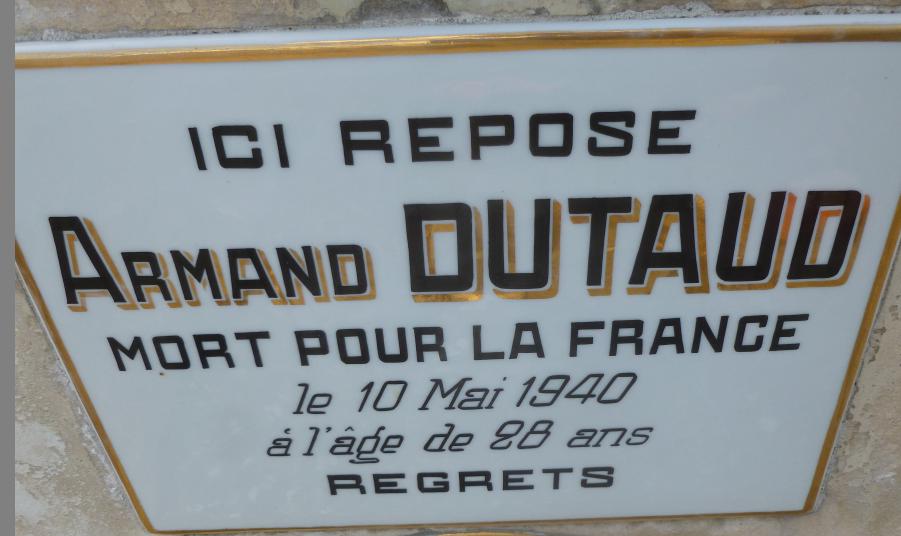 ICI REPOSE
ARMAND DUTAUD
MORT POUR LA FRANCE
le 10 Mai 1940
à l'âge de 28 ans
REGRETS